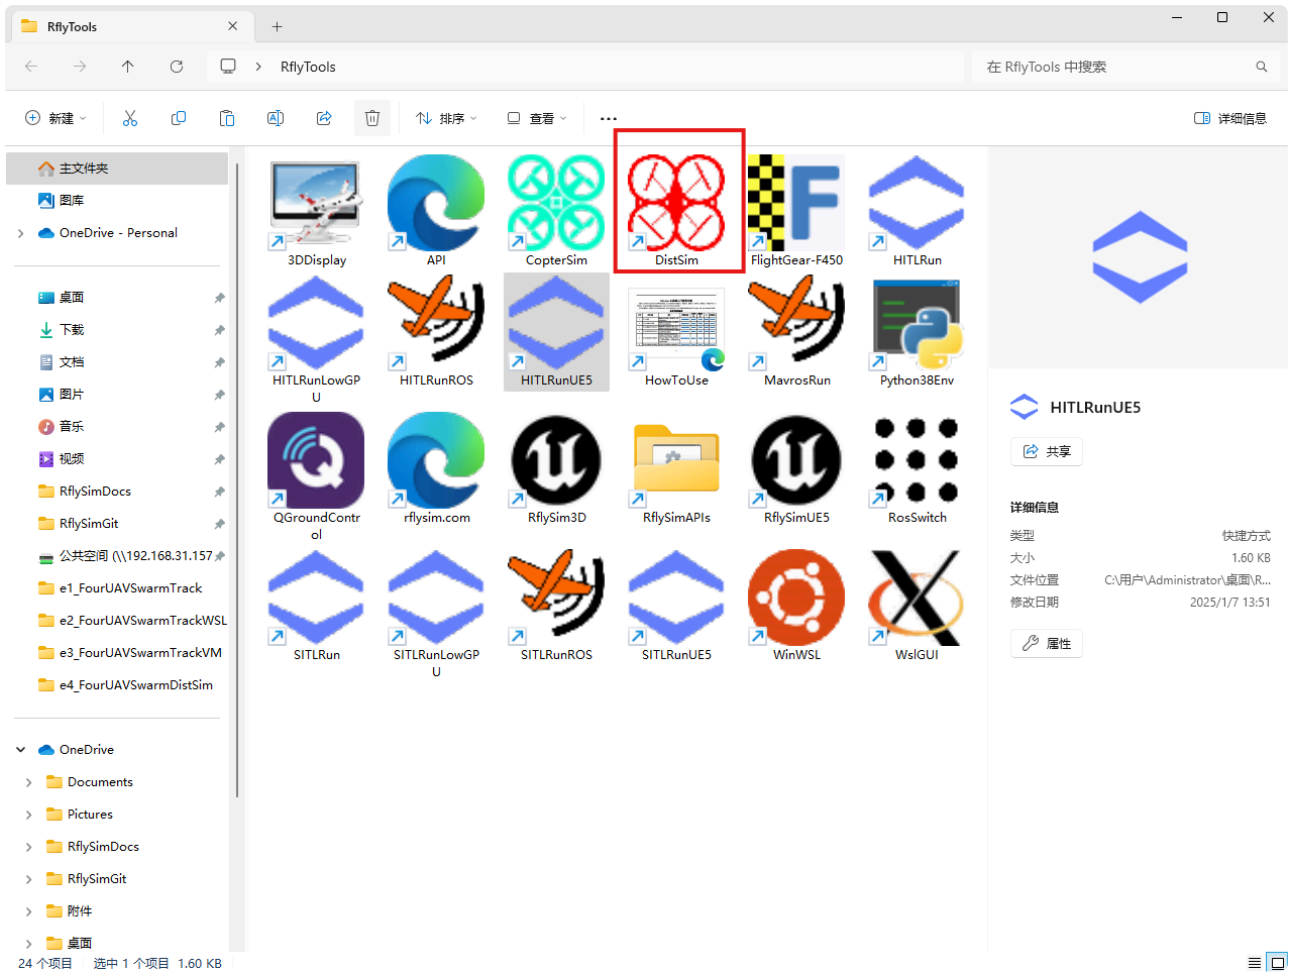 RflyTools
RflyTools
在 RflyTools 中搜索
新建
排序
查看
详细信息
主文件夹
图库
OneDrive - Personal
桌面
下载
文档
图片
音乐
视频
RflySimDocs
RflySimGit
公共空间 (\\192.168.31.157
e1_FourUAVSwarmTrack
e2_FourUAVSwarmTrackWSL
e3_FourUAVSwarmTrackVM
e4_FourUAVSwarmDistSim
OneDrive
Documents
Pictures
RflySimDocs
RflySimGit
附件
桌面
3DDisplay
API
CopterSim
DistSim
FlightGear-F450
HITLRun
HITLRunLowGP
U
HITLRunROS
HITLRunUE5
HowToUse
MavrosRun
Python38Env
QGroundContr
ol
rflysim.com
RflySim3D
RflySimAPIs
RflySimUE5
RosSwitch
SITLRun
SITLRunLowGP
U
SITLRunROS
SITLRunUE5
WinWSL
WslGUI
HITLRunUE5
共享
详细信息
类型 快捷方式
大小 1.60 KB
文件位置 C:\用户\Administrator\桌面\R...
修改日期 2025/1/7 13:51
属性
24 个项目 选中 1 个项目 1.60 KB